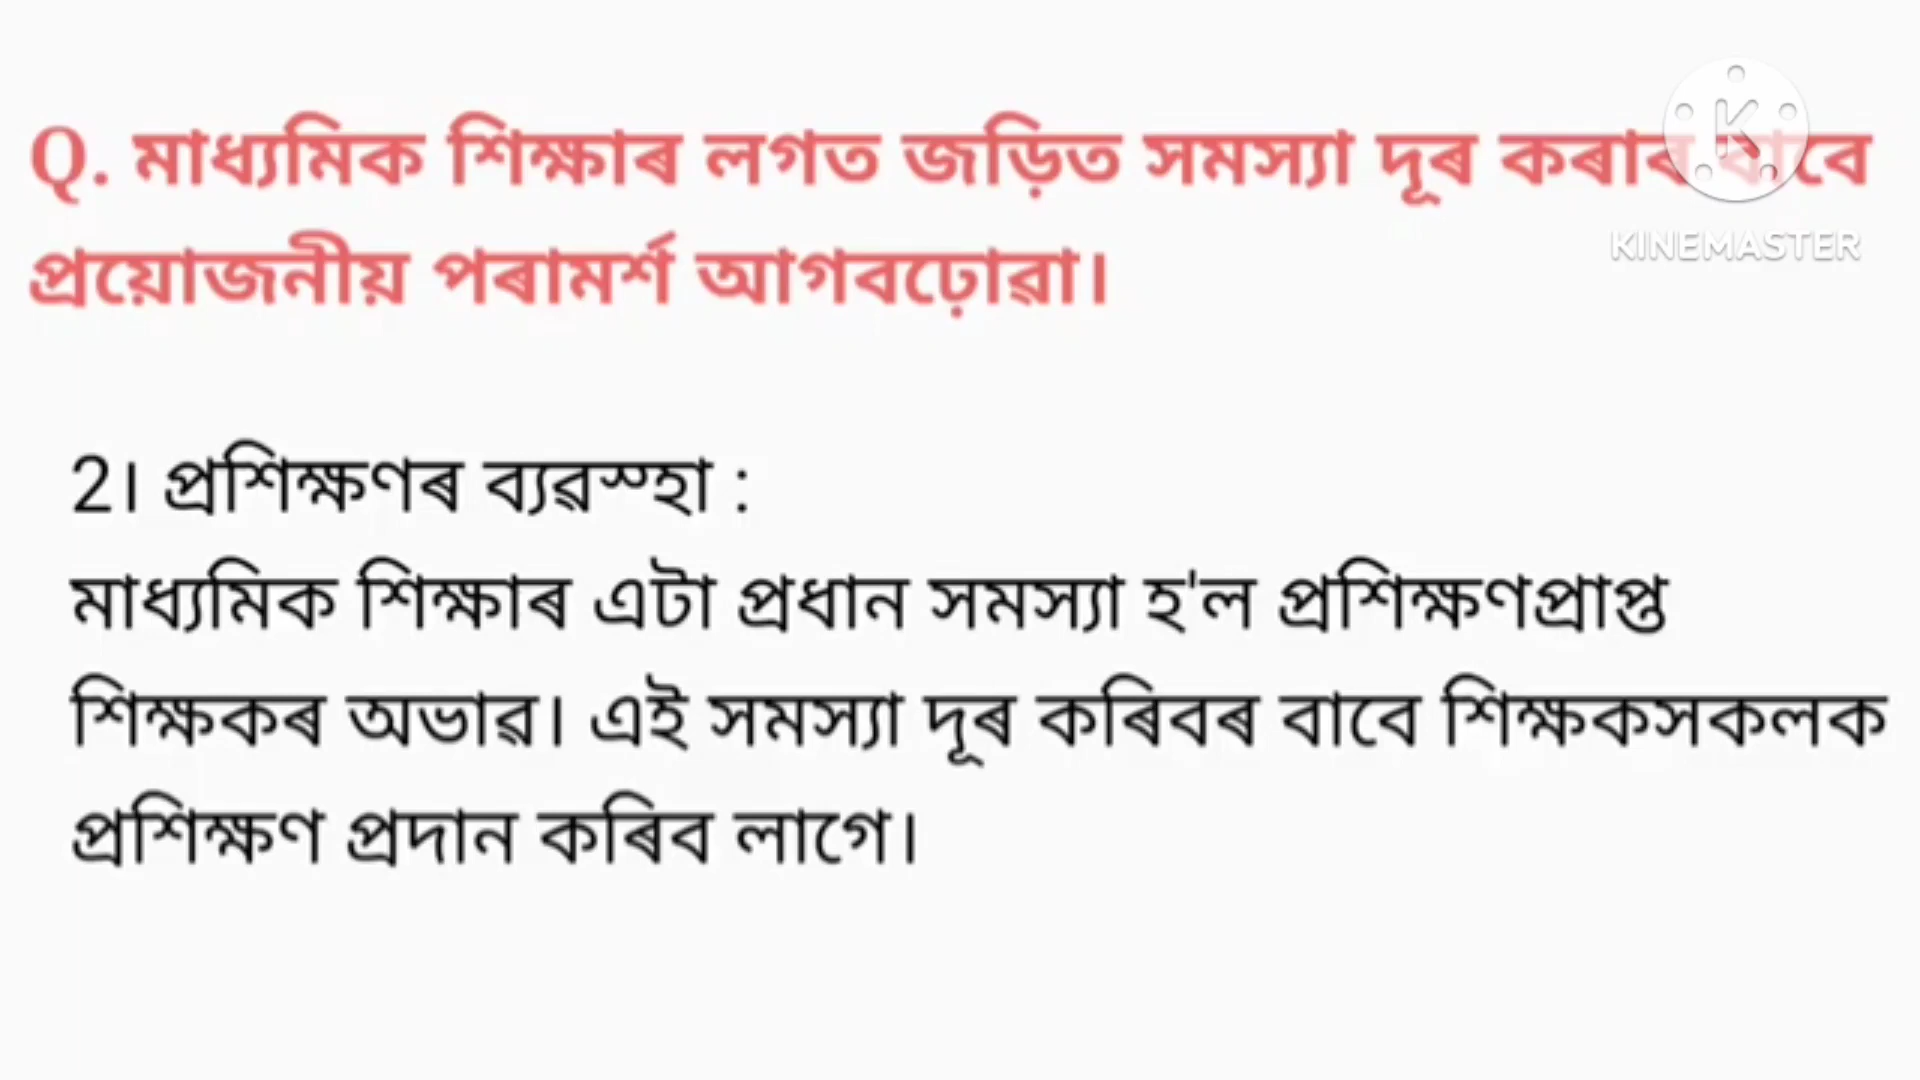 Q. মাধ্যমিক শিক্ষাৰ লগত জড়িত সমস্যা দূৰ কৰাৰ বাবে
KINEMASTER
প্ৰয়োজনীয় পৰামৰ্শ আগবঢ়োৱা।
2। প্ৰশিক্ষণৰ ব্যৱস্হা :
মাধ্যমিক শিক্ষাৰ এটা প্ৰধান সমস্যা হ'ল প্ৰশিক্ষণপ্ৰাপ্ত
শিক্ষকৰ অভাৱ। এই সমস্যা দূৰ কৰিবৰ বাবে শিক্ষকসকলক
প্ৰশিক্ষণ প্ৰদান কৰিব লাগে।